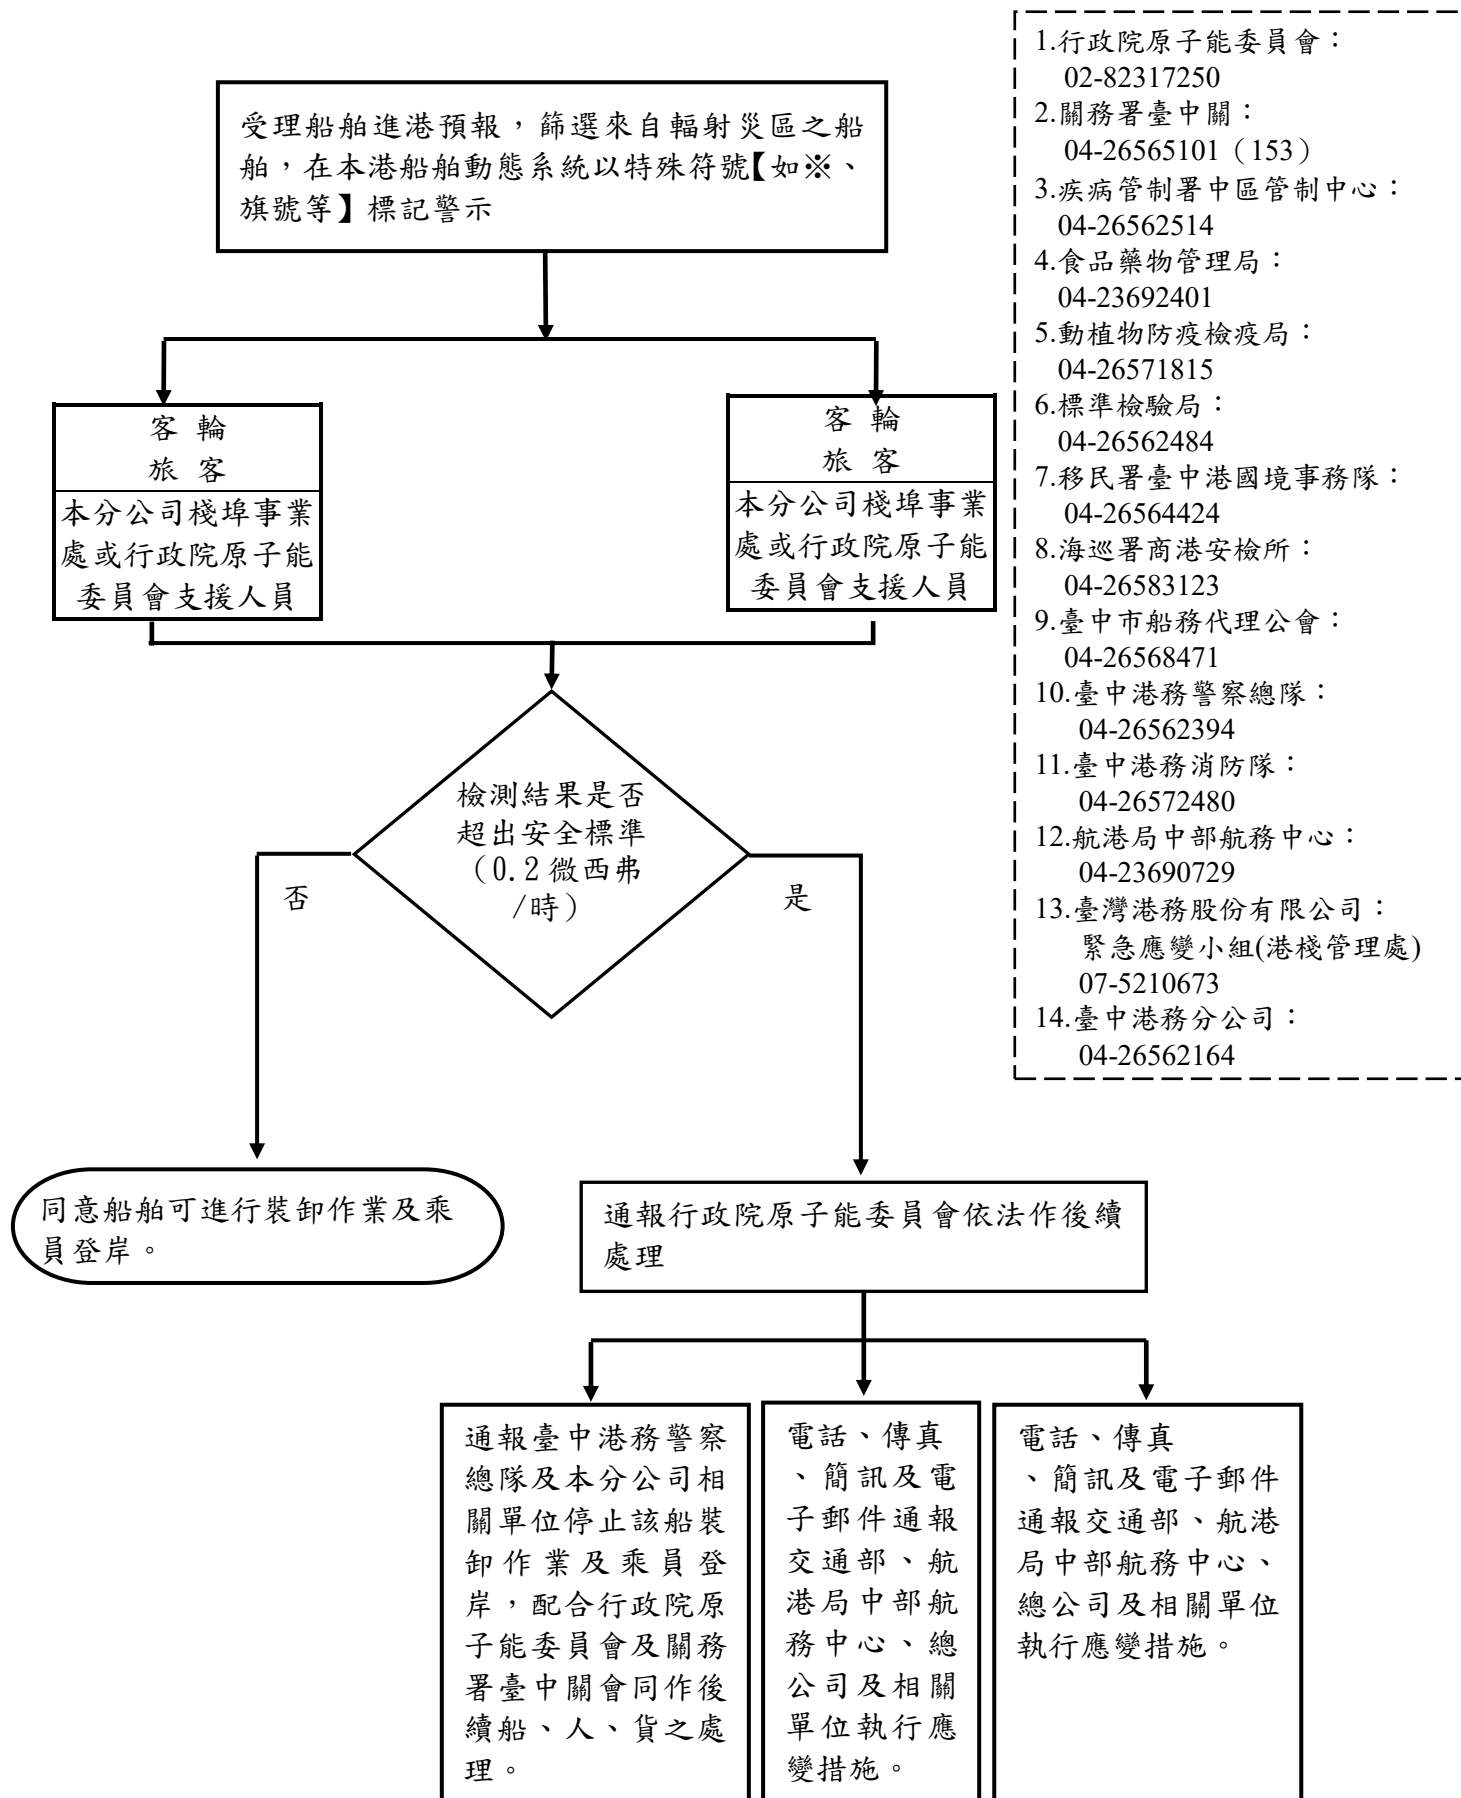 受理船舶進港預報，篩選來自輻射災區之船
舶，在本港船舶動態系統以特殊符號【如※、
旗號等】標記警示
客 輪
旅 客
本分公司棧埠事業
處或行政院原子能
委員會支援人員
客 輪
旅 客
本分公司棧埠事業
處或行政院原子能
委員會支援人員
檢測結果是否
超出安全標準
（0.2 微西弗
/時）
否
是
同意船舶可進行裝卸作業及乘
員登岸。
通報行政院原子能委員會依法作後續
處理
通報臺中港務警察
總隊及本分公司相
關單位停止該船裝
卸作業及乘員登
岸，配合行政院原
子能委員會及關務
署臺中關會同作後
續船、人、貨之處
理。
電話、傳真
、簡訊及電
子郵件通報
交通部、航
港局中部航
務中心、總
公司及相關
單位執行應
變措施。
電話、傳真
、簡訊及電子郵件
通報交通部、航港
局中部航務中心、
總公司及相關單位
執行應變措施。
1.行政院原子能委員會：
02-82317250
2.關務署臺中關：
04-26565101（153）
3.疾病管制署中區管制中心：
04-26562514
4.食品藥物管理局：
04-23692401
5.動植物防疫檢疫局：
04-26571815
6.標準檢驗局：
04-26562484
7.移民署臺中港國境事務隊：
04-26564424
8.海巡署商港安檢所：
04-26583123
9.臺中市船務代理公會：
04-26568471
10.臺中港務警察總隊：
04-26562394
11.臺中港務消防隊：
04-26572480
12.航港局中部航務中心：
04-23690729
13.臺灣港務股份有限公司：
緊急應變小組(港棧管理處)
07-5210673
14.臺中港務分公司：
04-26562164